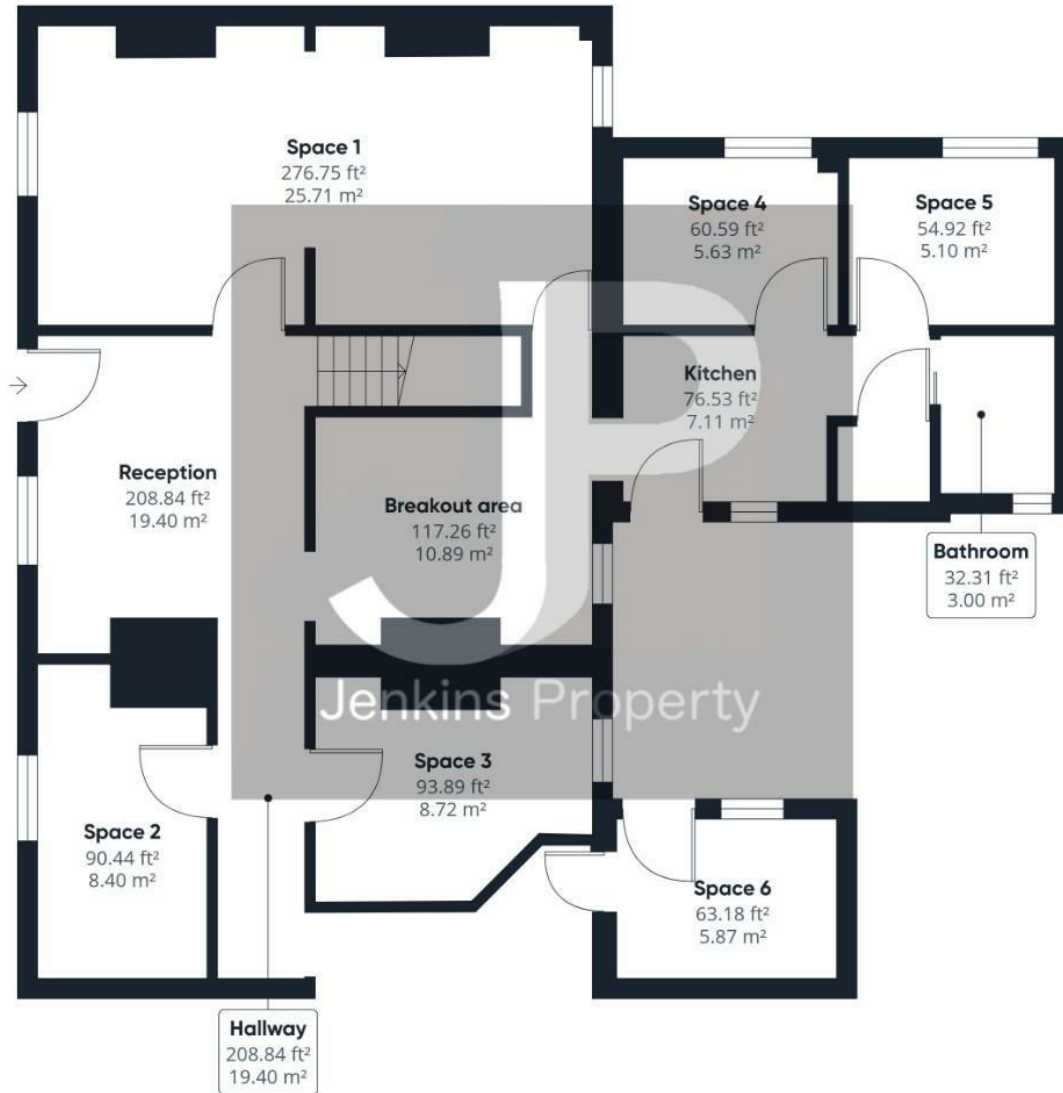 Space 1
276.75 ft²
25.71 m²
Space 4
60.59 ft²
5.63 m²
Space 5
54.92 ft²
5.10 m²
Kitchen
76.53 ft²
7.11 m²
Reception
208.84 ft²
19.40 m²
Breakout area
117.26 ft²
10.89 m²
Bathroom
32.31 ft²
3.00 m²
JP
Jenkins Property
Space 3
93.89 ft²
8.72 m²
Space 2
90.44 ft²
8.40 m²
Space 6
63.18 ft²
5.87 m²
Hallway
208.84 ft²
19.40 m²